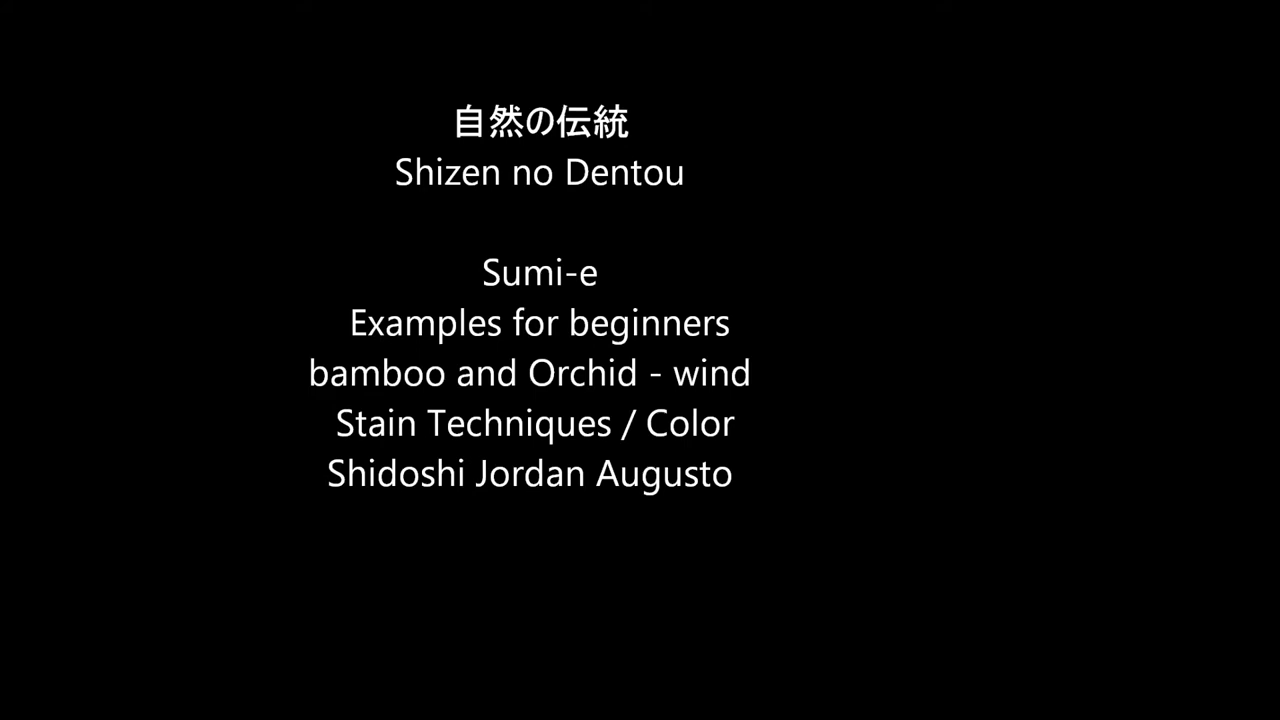 自然の伝統
Shizen no Dentou
Sumi-e
Examples for beginners
bamboo and Orchid - wind
Stain Techniques / Color
Shidoshi Jordan Augusto